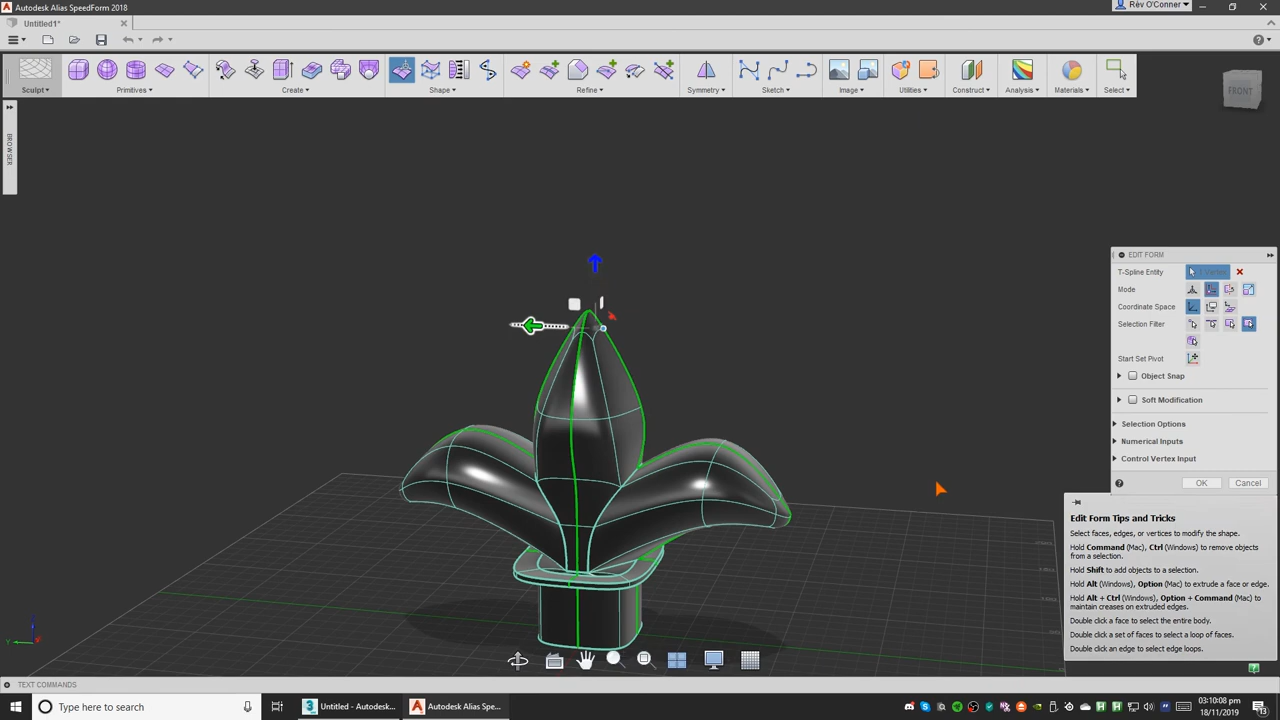 Autodesk Alias SpeedForm 2018
Rèv O'Conner
Untitled1*
Sculpt
Primitives
Create
Shape
Refine
Symmetry
Sketch
Image
Utilities
Construct
Analysis
Materials
Select
FRONT
BROWSER
EDIT FORM
T-Spline Entity
1 Vertex
Mode
Coordinate Space
Selection Filter
Start Set Pivot
Object Snap
Soft Modification
Selection Options
Numerical Inputs
Control Vertex Input
OK
Cancel
Edit Form Tips and Tricks
Select faces, edges, or vertices to modify the shape.
Hold Command (Mac), Ctrl (Windows) to remove objects
from a selection.
Hold Shift to add objects to a selection.
Hold Alt (Windows), Option (Mac) to extrude a face or edge.
Hold Alt + Ctrl (Windows), Option + Command (Mac) to
maintain creases on extruded edges.
Double click a face to select the entire body.
Double click a set of faces to select a loop of faces.
Double click an edge to select edge loops.
Z
Y
TEXT COMMANDS
Type here to search
Untitled - Autodesk...
Autodesk Alias Spe...
03:10:08 pm
18/11/2019